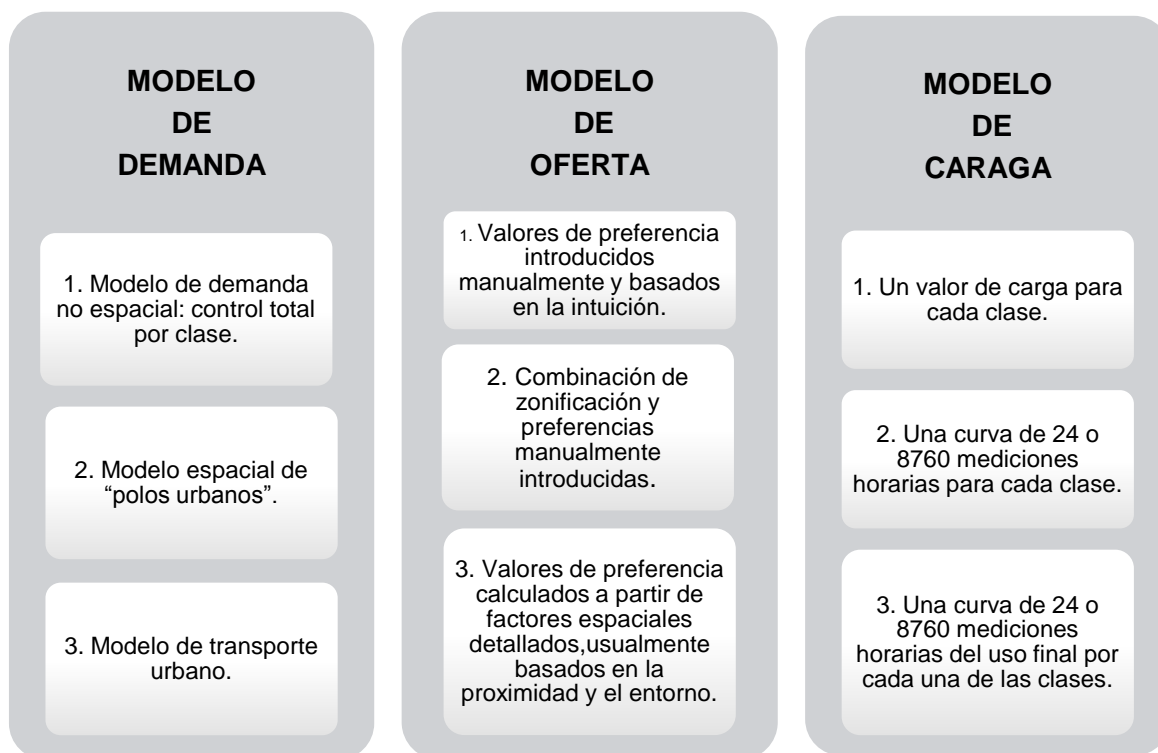 MODELO
DE
DEMANDA
1. Modelo de demanda
no espacial: control total
por clase.
2. Modelo espacial de
“polos urbanos”.
3. Modelo de transporte
urbano.
MODELO
DE
OFERTA
1. Valores de preferencia
introducidos
manualmente y basados
en la intuición.
2. Combinación de
zonificación y
preferencias
manualmente
introducidas.
3. Valores de preferencia
calculados a partir de
factores espaciales
detallados,usualmente
basados en la
proximidad y el entorno.
MODELO
DE
CARAGA
1. Un valor de carga para
cada clase.
2. Una curva de 24 o
8760 mediciones
horarias para cada clase.
3. Una curva de 24 o
8760 mediciones
horarias del uso final por
cada una de las clases.